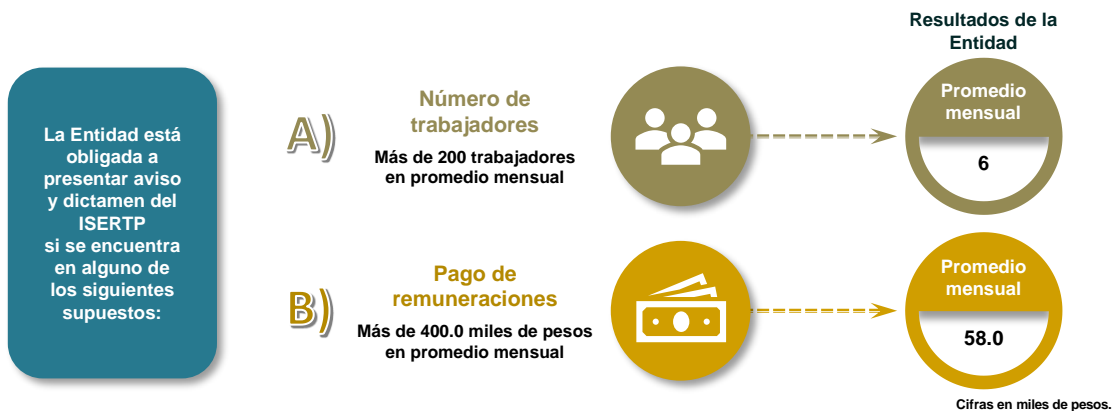 La Entidad está
obligada a
presentar aviso
y dictamen del
ISERTP
si se encuentra
en alguno de
los siguientes
supuestos:
A)
Número de
trabajadores
Más de 200 trabajadores
en promedio mensual
Resultados de la
Entidad
Promedio
mensual
6
B)
Pago de
remuneraciones
Más de 400.0 miles de pesos
en promedio mensual
Promedio
mensual
58.0
Cifras en miles de pesos.